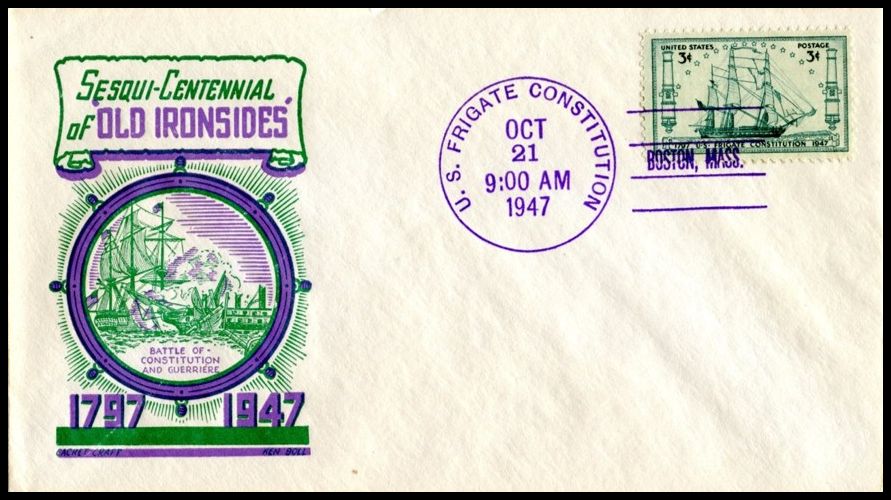 SESQUI-CENTENNIAL
of "OLD IRONSIDES"
BATTLE OF -
CONSTITUTION
AND GUERRIERE
1797 1947
CACHET CRAFT KEN BOLL
U. S. FRIGATE CONSTITUTION
OCT
21
9:00 AM
1947
UNITED STATES POSTAGE
3¢ 3¢
1797 U.S. FRIGATE CONSTITUTION 1947
BOSTON, MASS.